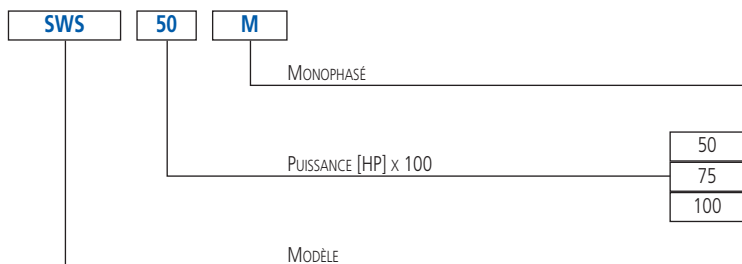 SWS 50 M
Monophasé
50
Puissance [HP] x 100
75
100
Modèle